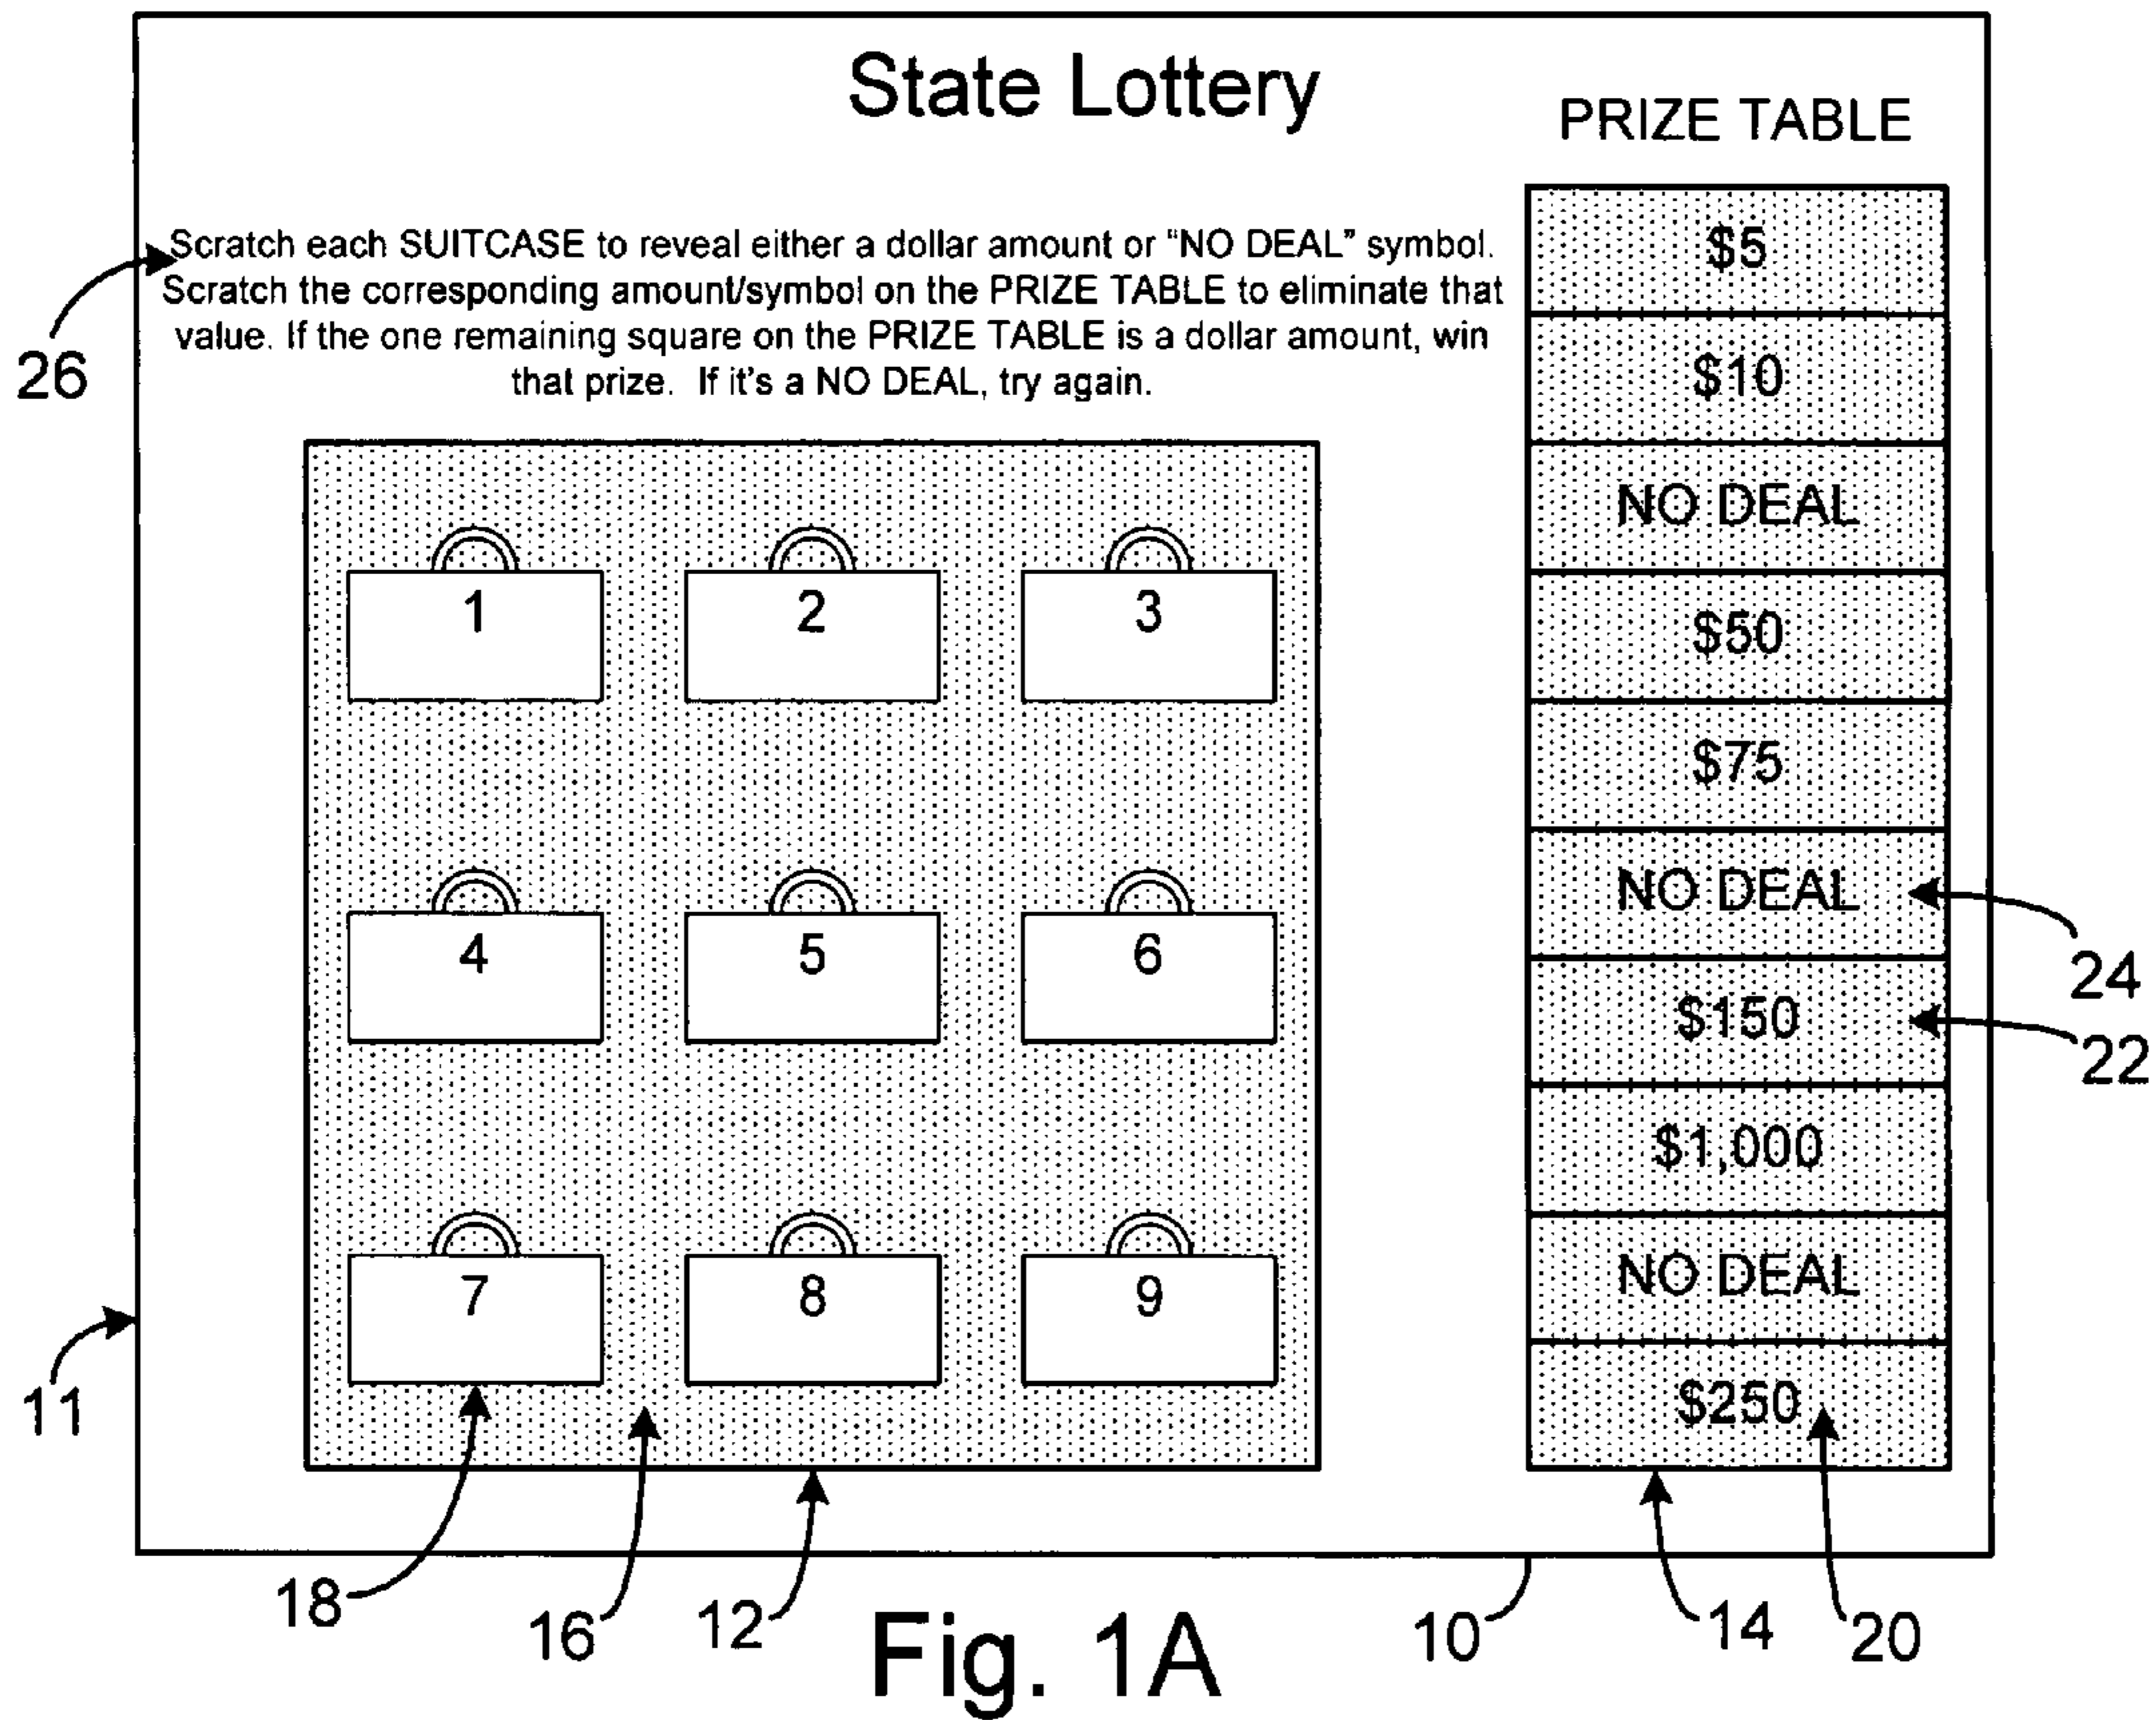 State Lottery
PRIZE TABLE
Scratch each SUITCASE to reveal either a dollar amount or “NO DEAL” symbol.
Scratch the corresponding amount/symbol on the PRIZE TABLE to eliminate that
value. If the one remaining square on the PRIZE TABLE is a dollar amount, win
that prize. If it's a NO DEAL, try again.
26
1
2
3
4
5
6
7
8
9
$5
$10
NO DEAL
$50
$75
NO DEAL
$150
$1,000
NO DEAL
$250
24
22
11
18
16
12
10
14
20
Fig. 1A